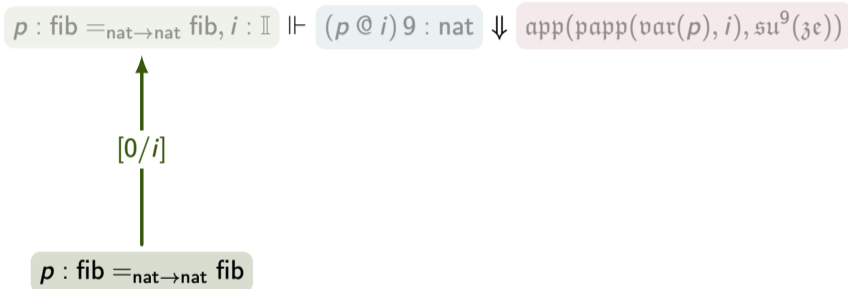 p : fib =nat→nat fib, i : 𝕀 ⊩ (p @ i) 9 : nat ⇓ 𝔞𝔭𝔭(𝔭𝔞𝔭𝔭(𝔳𝔞𝔯(p), i), 𝔰𝔲⁹(𝔷𝔢))
[0/i]
p : fib =nat→nat fib